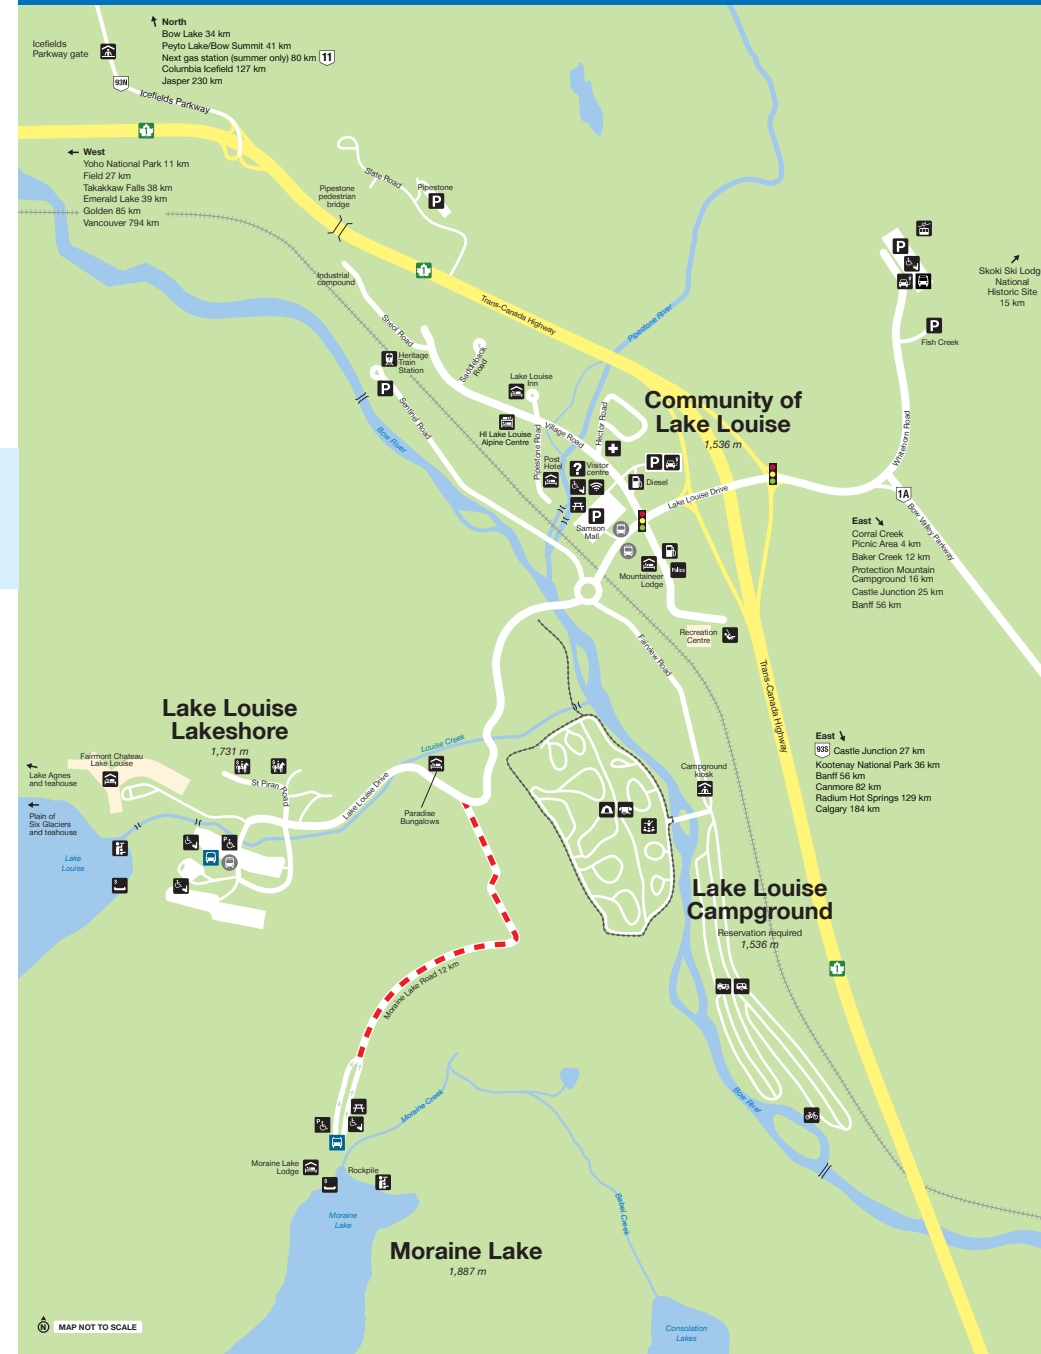 North
Bow Lake 34 km
Peyto Lake/Bow Summit 41 km
Next gas station (summer only) 80 km 11
Columbia Icefield 127 km
Jasper 230 km
Icefields
Parkway gate
93N
Icefields Parkway
1
West
Yoho National Park 11 km
Field 27 km
Takakkaw Falls 38 km
Emerald Lake 39 km
Golden 85 km
Vancouver 794 km
Slate Road
Pipestone
P
Pipestone
pedestrian
bridge
1
Industrial
compound
Trans-Canada Highway
Pipestone River
P
Skoki Ski Lodg
National
Historic Site
15 km
P
Fish Creek
Sheol Road
Heritage
Train
Station
P
Saddleback
Road
Lake Louise
Inn
Sentinel Road
Bow River
HI Lake Louise
Alpine Centre
Pipestone Road
Village Road
Hector Road
Community of
Lake Louise
1,536 m
Whitehorn Road
Post
Hotel
?
Visitor
centre
P
Diesel
Lake Louise Drive
P
Samson
Mall
1A
Bow Valley Parkway
East
Corral Creek
Picnic Area 4 km
Baker Creek 12 km
Protection Mountain
Campground 16 km
Castle Junction 25 km
Banff 56 km
Mountaineer
Lodge
Police
Recreation
Centre
Fairview Road
Trans-Canada Highway
Lake Louise
Lakeshore
1,731 m
Fairmont Chateau
Lake Louise
Lake Agnes
and teahouse
Plain of
Six Glaciers
and teahouse
St Piran Road
Lake Louise Drive
Louise Creek
Paradise
Bungalows
Campground
kiosk
East
93S Castle Junction 27 km
Kootenay National Park 36 km
Banff 56 km
Canmore 82 km
Radium Hot Springs 129 km
Calgary 184 km
Lake
Louise
P
Lake Louise
Campground
Reservation required
1,536 m
1
Moraine Lake Road 12 km
Moraine Creek
Bow River
P
Moraine Lake
Lodge
Rockpile
Moraine
Lake
Babel Creek
Moraine Lake
1,887 m
Consolation
Lakes
N
MAP NOT TO SCALE